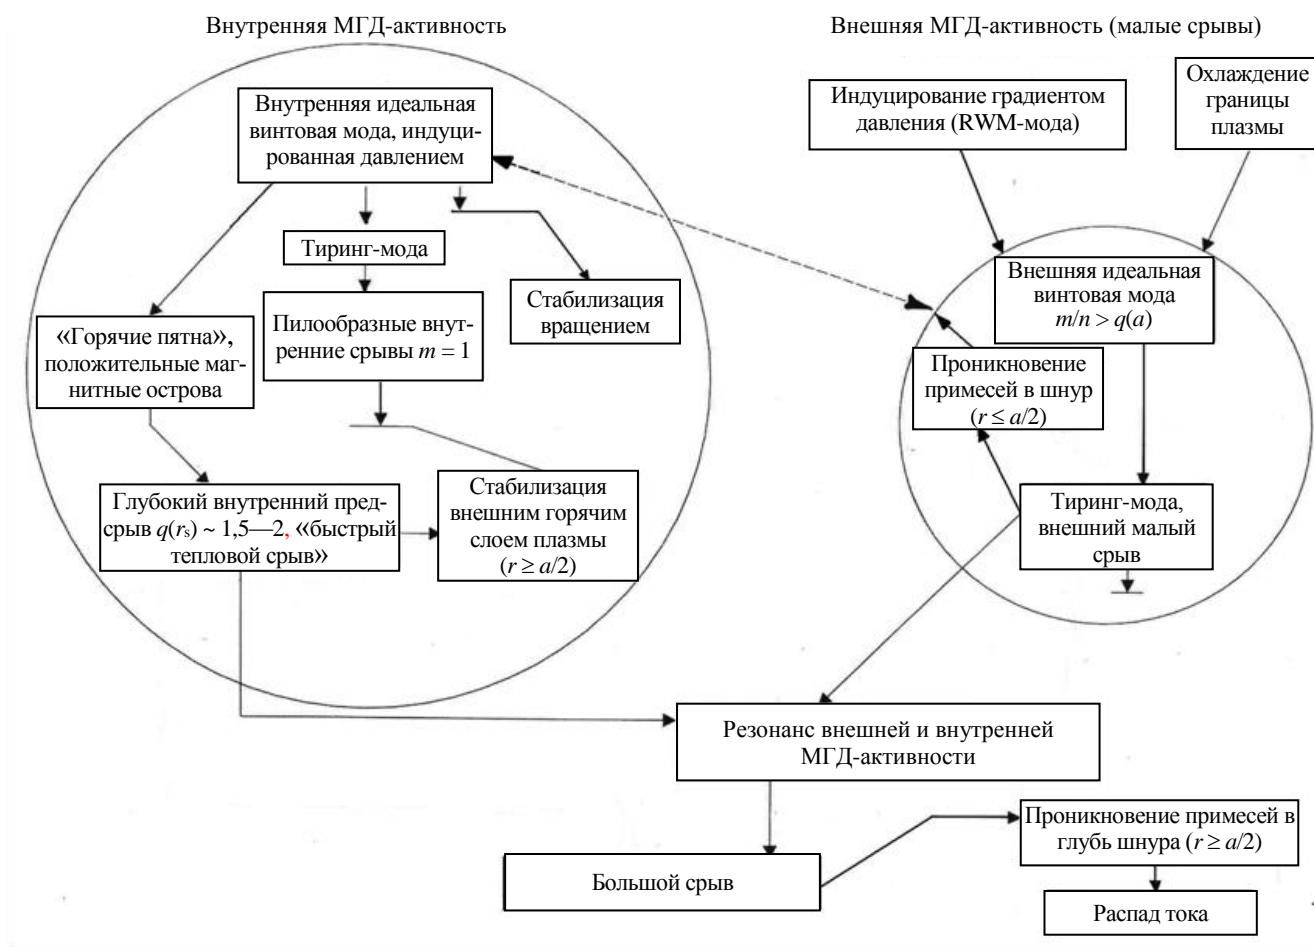 Внутренняя МГД-активность
Внешняя МГД-активность (малые срывы)
Внутренняя идеальная
винтовая мода, индуци-
рованная давлением
Индуцирование градиентом
давления (RWM-мода)
Охлаждение
границы
плазмы
Тиринг-мода
Стабилизация
вращением
Внешняя идеальная
винтовая мода
m/n > q(a)
«Горячие пятна»,
положительные маг-
нитные острова
Пилообразные внут-
ренние срывы m = 1
Проникновение
примесей в шнур
(r ≤ a/2)
Глубокий внутренний пред-
срыв q(rs) ~ 1,5—2, «быстрый
тепловой срыв»
Стабилизация
внешним горячим
слоем плазмы
(r ≥ a/2)
Тиринг-мода,
внешний малый
срыв
Резонанс внешней и внутренней
МГД-активности
Большой срыв
Проникновение примесей в
глубь шнура (r ≥ a/2)
Распад тока